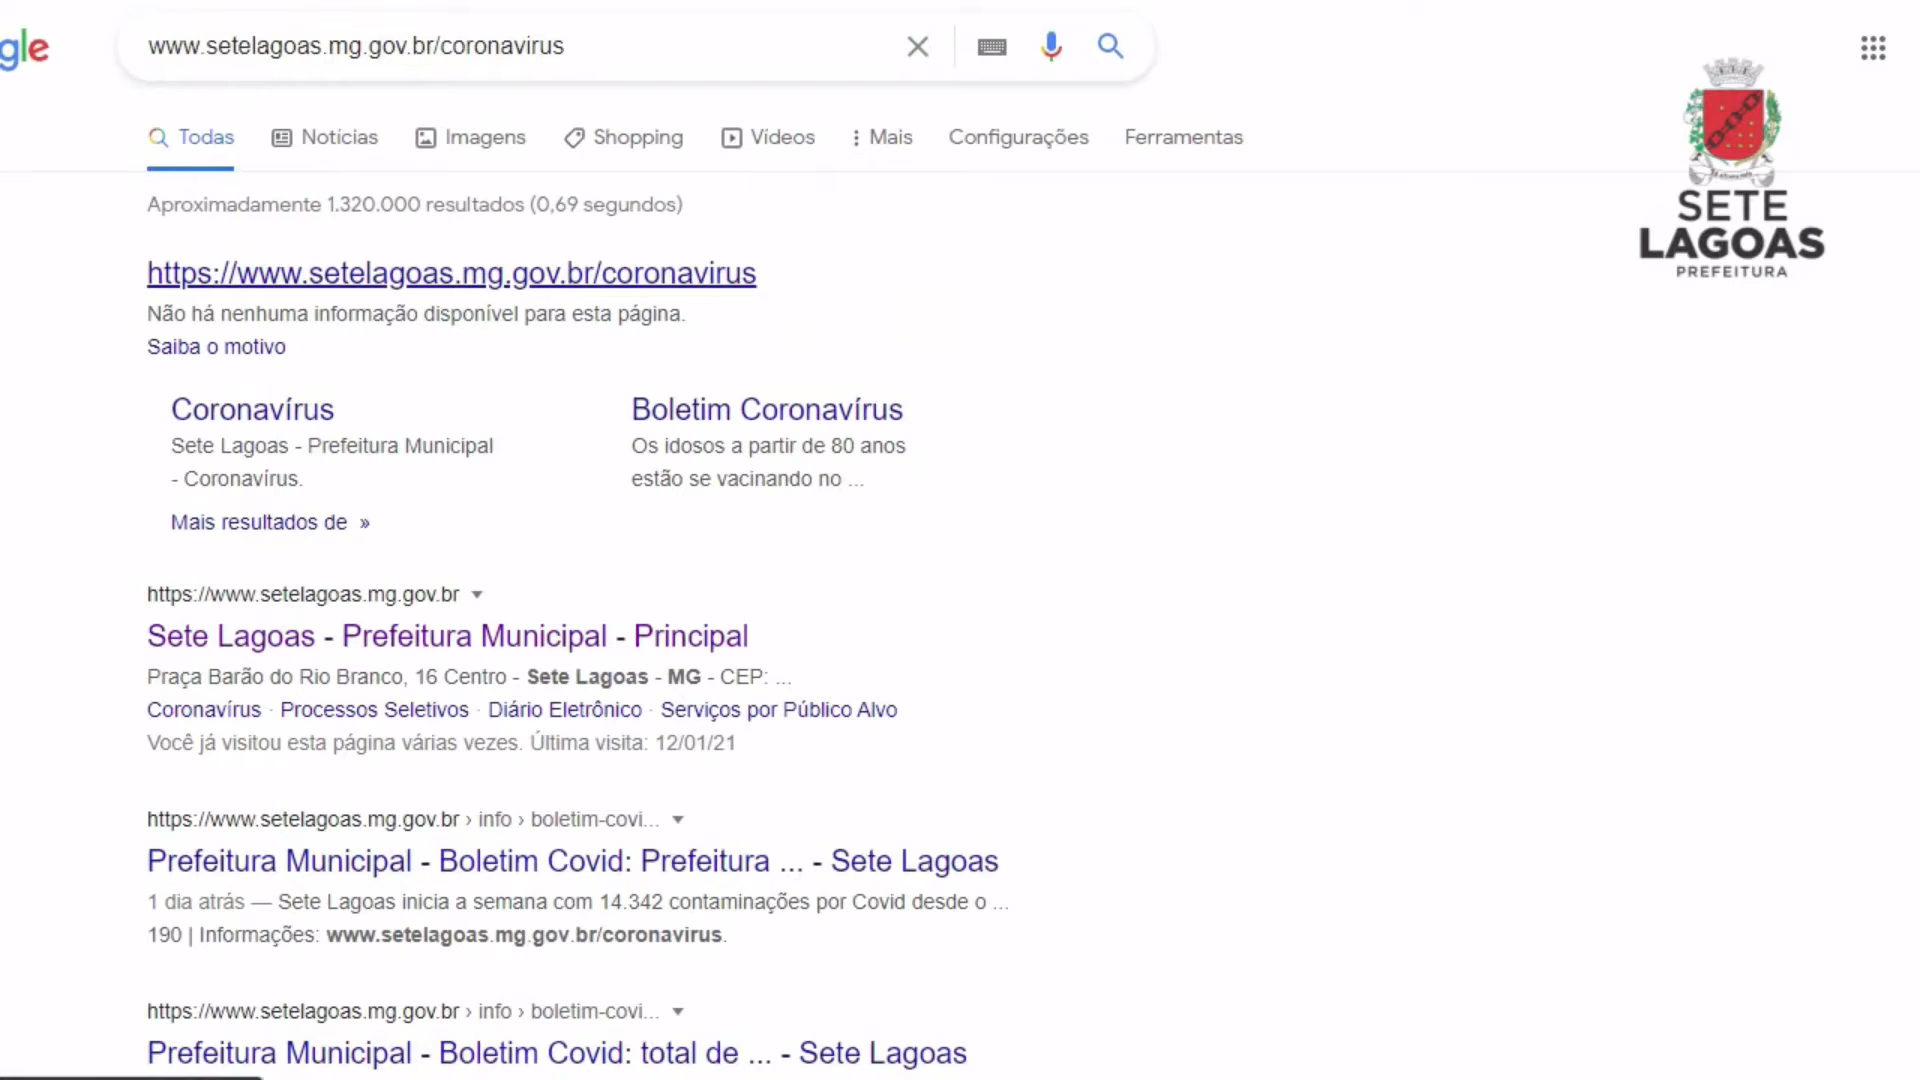 gle
www.setelagoas.mg.gov.br/coronavirus
Todas Notícias Imagens Shopping Vídeos Mais Configurações Ferramentas
Aproximadamente 1.320.000 resultados (0,69 segundos)
SETE
LAGOAS
PREFEITURA
https://www.setelagoas.mg.gov.br/coronavirus
Não há nenhuma informação disponível para esta página.
Saiba o motivo
Coronavírus
Sete Lagoas - Prefeitura Municipal
- Coronavírus.
Boletim Coronavírus
Os idosos a partir de 80 anos
estão se vacinando no ...
Mais resultados de »
https://www.setelagoas.mg.gov.br
Sete Lagoas - Prefeitura Municipal - Principal
Praça Barão do Rio Branco, 16 Centro - Sete Lagoas - MG - CEP: ...
Coronavírus · Processos Seletivos · Diário Eletrônico · Serviços por Público Alvo
Você já visitou esta página várias vezes. Última visita: 12/01/21
https://www.setelagoas.mg.gov.br › info › boletim-covi...
Prefeitura Municipal - Boletim Covid: Prefeitura ... - Sete Lagoas
1 dia atrás — Sete Lagoas inicia a semana com 14.342 contaminações por Covid desde o ...
190 | Informações: www.setelagoas.mg.gov.br/coronavirus.
https://www.setelagoas.mg.gov.br › info › boletim-covi...
Prefeitura Municipal - Boletim Covid: total de ... - Sete Lagoas